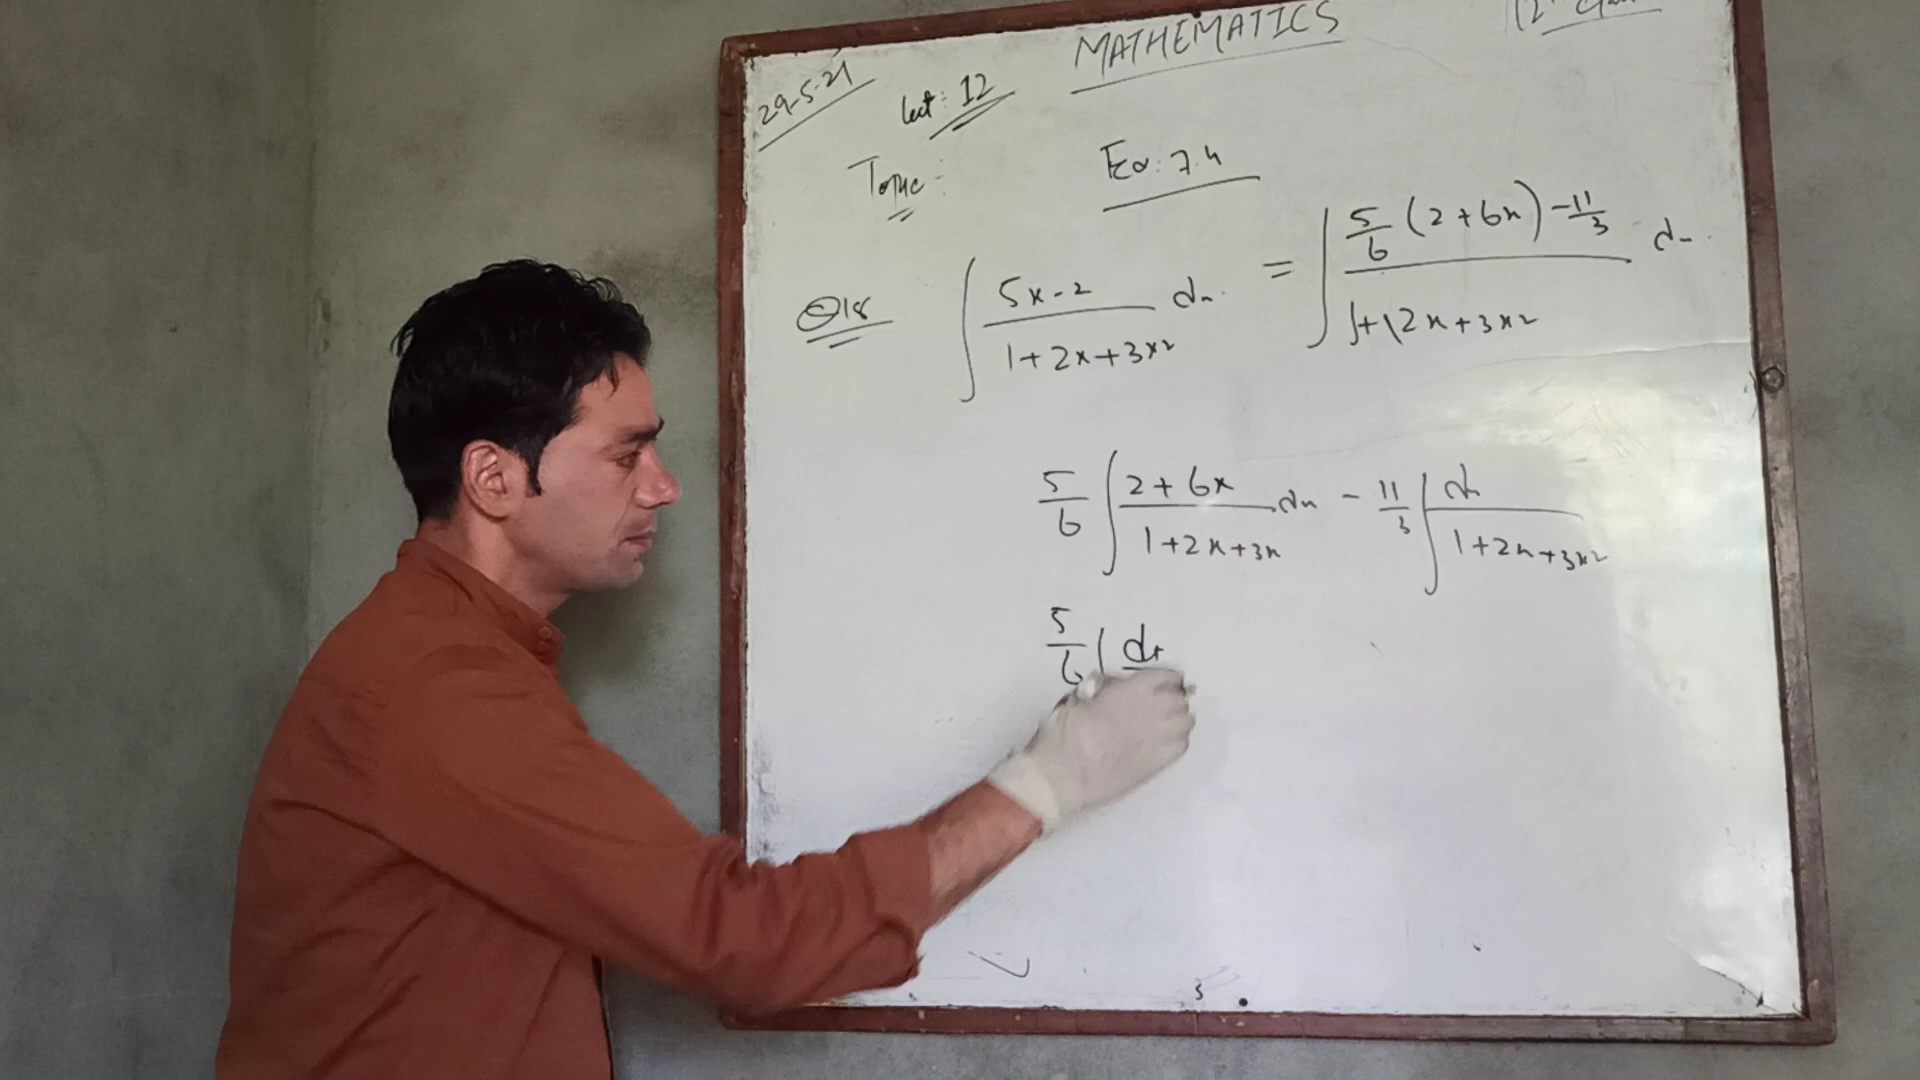 MATHEMATICS
29-5-21
Lect: 12
Topic:
Ex: 7.4
Q18 ∫ (5x-2)/(1+2x+3x²) dx = ∫ (5/6 (2+6x) - 11/3)/(1+2x+3x²) dx
5/6 ∫ (2+6x)/(1+2x+3x) dx - 11/3 ∫ dx/(1+2x+3x²)
5/6 ∫ dt